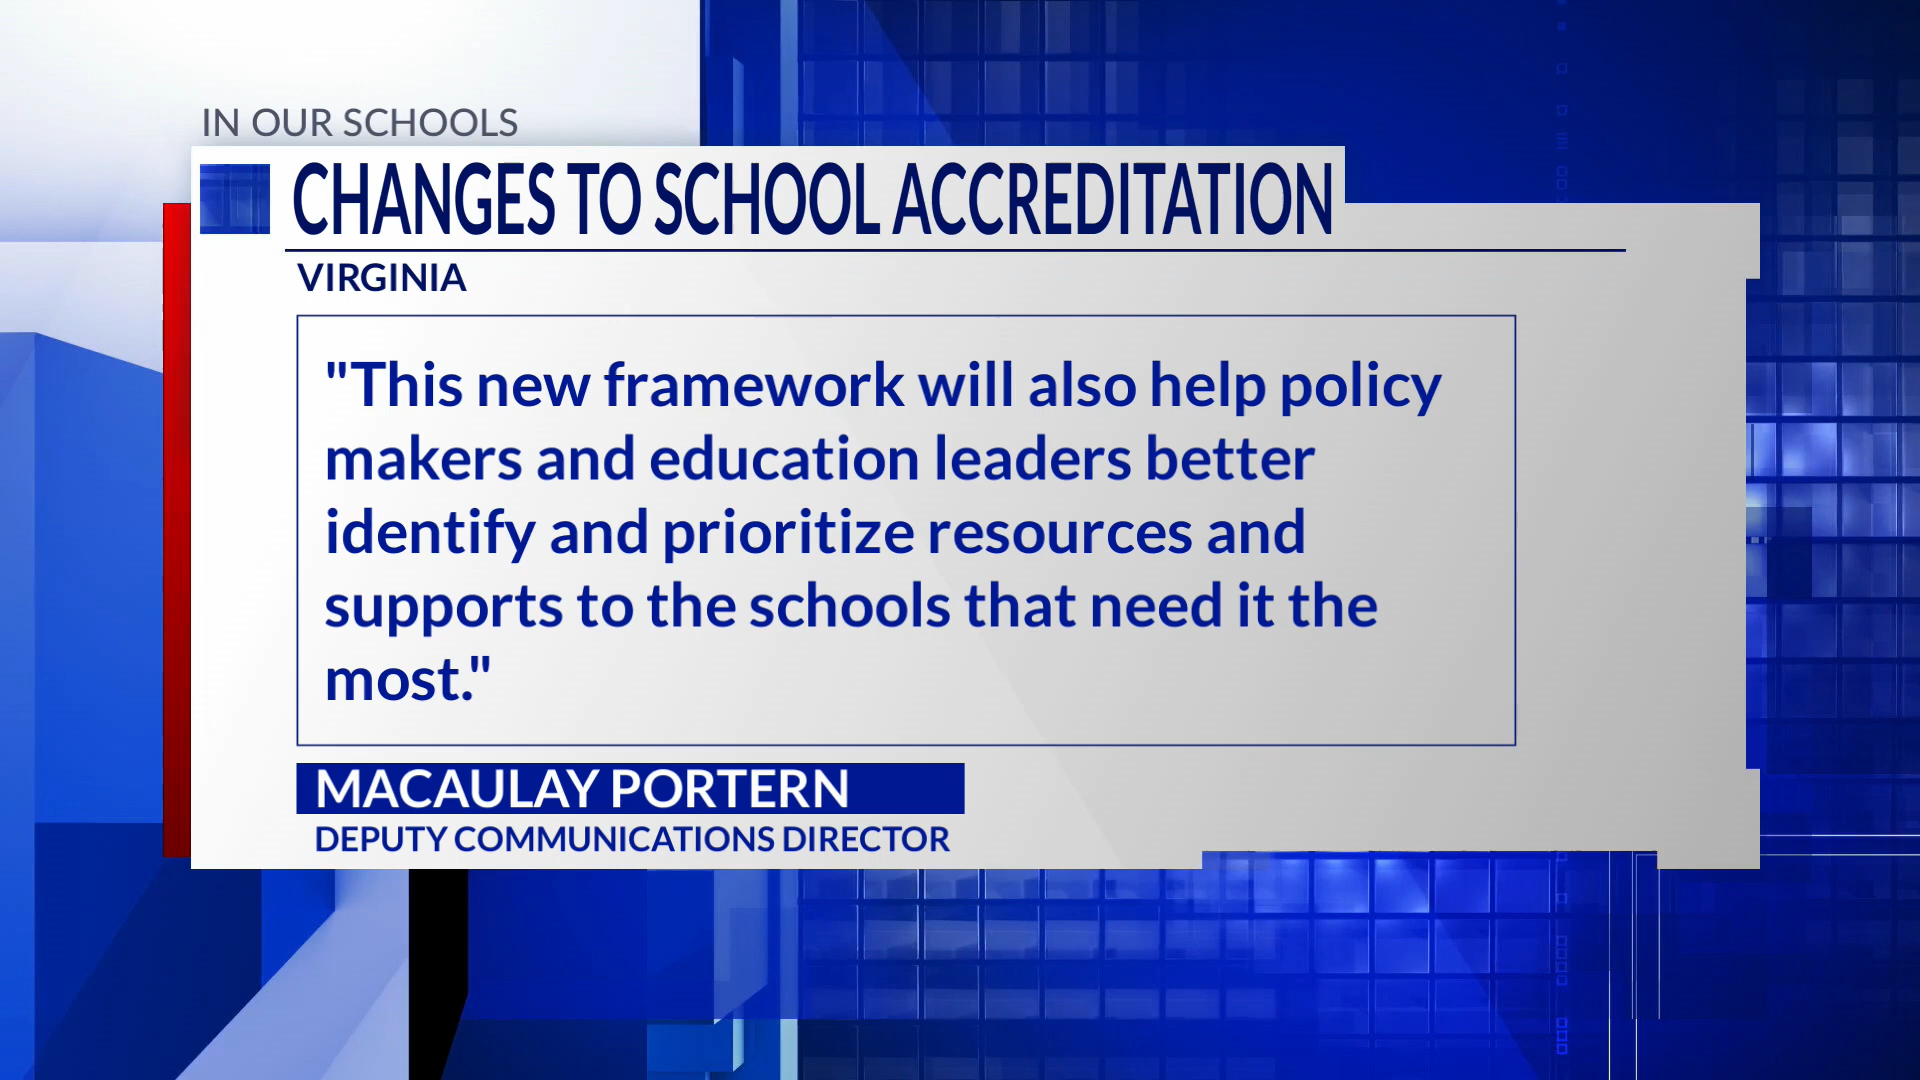 IN OUR SCHOOLS
CHANGES TO SCHOOL ACCREDITATION
VIRGINIA
"This new framework will also help policy
makers and education leaders better
identify and prioritize resources and
supports to the schools that need it the
most."
MACAULAY PORTERN
DEPUTY COMMUNICATIONS DIRECTOR